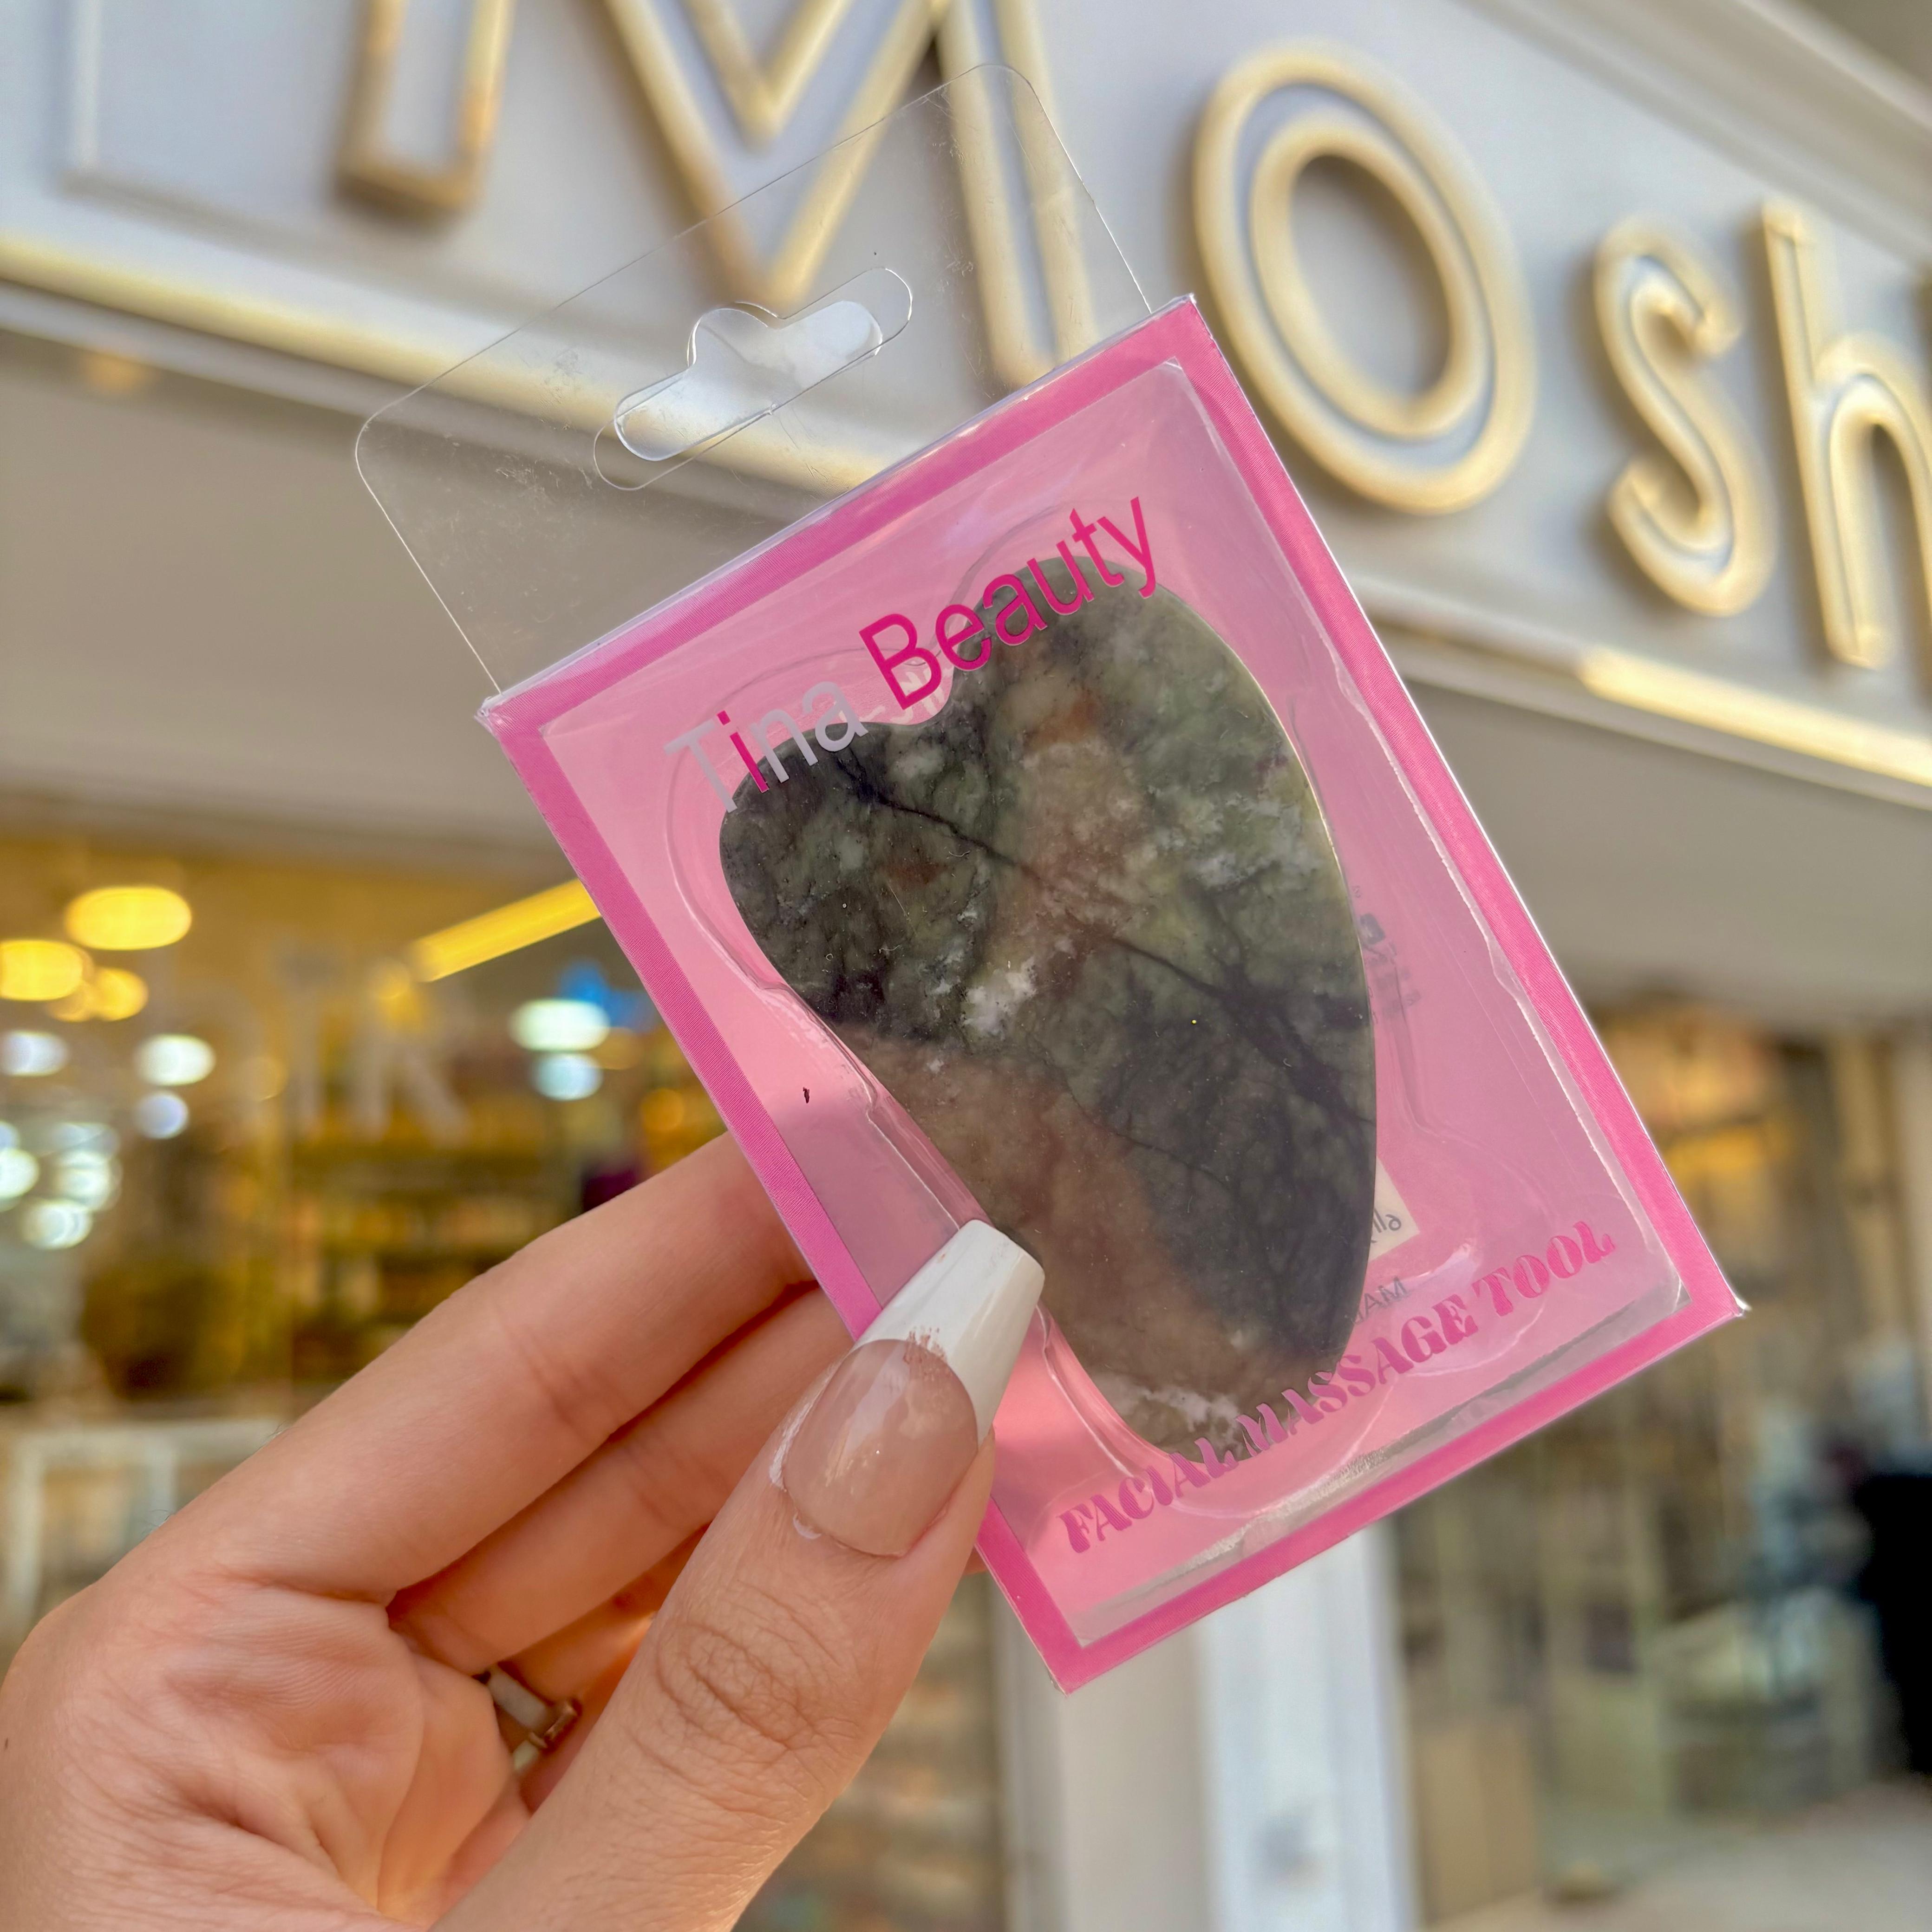 Mosh
Tina Beauty
FACIAL MASSAGE TOOL